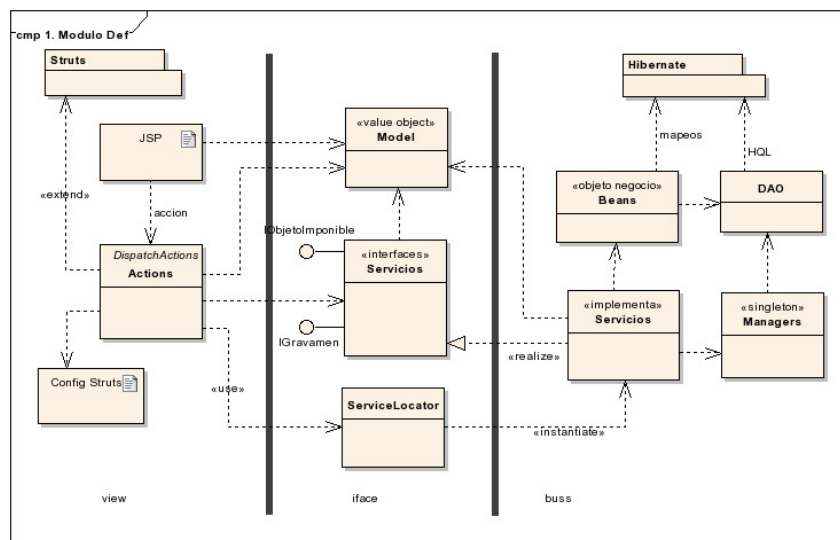 cmp 1. Modulo Def
Struts
Hibernate
«value object»
Model
JSP
mapeos
HQL
«extend»
accion
«objeto negocio»
Beans
DAO
IObjetoImponible
DispatchActions
Actions
«interfaces»
Servicios
«implementa»
Servicios
«singleton»
Managers
IGravamen
«realize»
Config Struts
«use»
ServiceLocator
«instantiate»
view
iface
buss